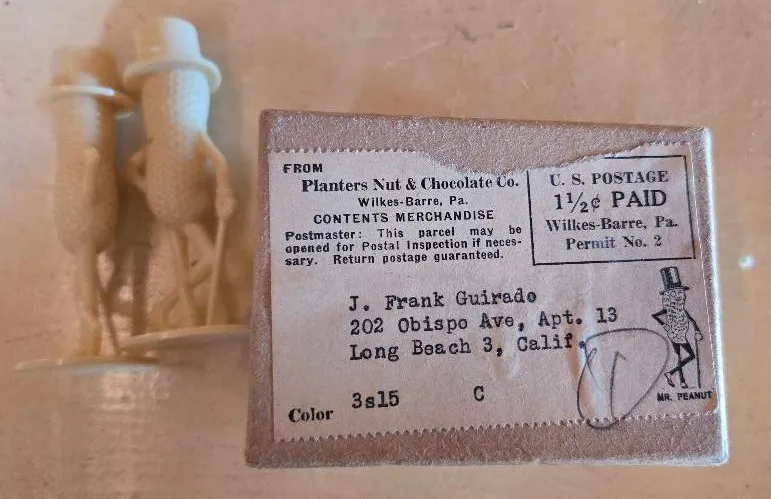 FROM
Planters Nut & Chocolate Co.
Wilkes-Barre, Pa.
CONTENTS MERCHANDISE
Postmaster: This parcel may be
opened for Postal Inspection if neces-
sary. Return postage guaranteed.
U. S. POSTAGE
1½¢ PAID
Wilkes-Barre, Pa.
Permit No. 2
J. Frank Guirado
202 Obispo Ave, Apt. 13
Long Beach 3, Calif.
MR. PEANUT
Color 3s15 C